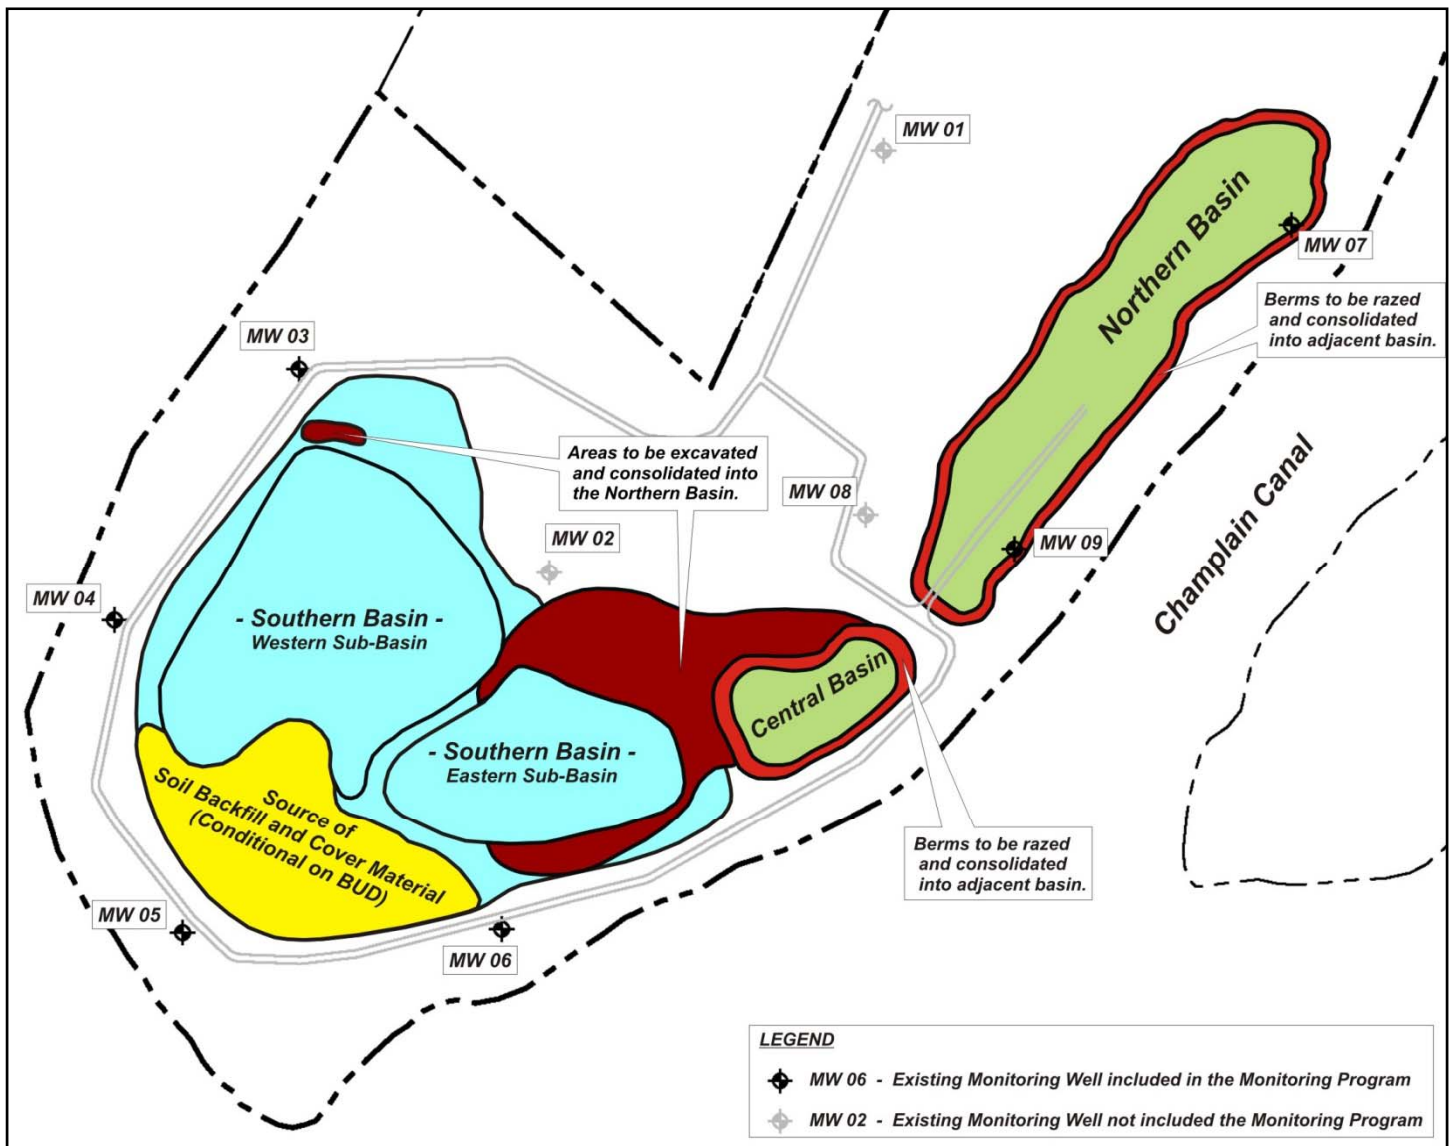 MW 01
Northern Basin
MW 07
Berms to be razed
and consolidated
into adjacent basin.
MW 03
Areas to be excavated
and consolidated into
the Northern Basin.
MW 08
MW 02
MW 09
Champlain Canal
MW 04
- Southern Basin -
Western Sub-Basin
Central Basin
- Southern Basin -
Eastern Sub-Basin
Source of
Soil Backfill and Cover Material
(Conditional on BUD)
Berms to be razed
and consolidated
into adjacent basin.
MW 05
MW 06
LEGEND
MW 06 - Existing Monitoring Well included in the Monitoring Program
MW 02 - Existing Monitoring Well not included the Monitoring Program